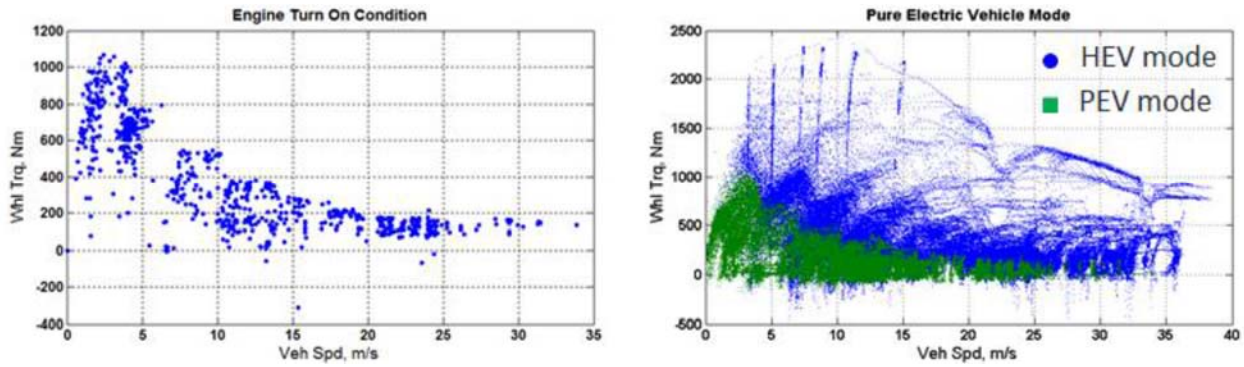 Engine Turn On Condition
1200
1000
800
600
400
200
0
-200
-400
0 5 10 15 20 25 30 35
Whl Trq, Nm
Veh Spd, m/s
Pure Electric Vehicle Mode
2500
2000
1500
1000
500
0
-500
0 5 10 15 20 25 30 35 40
Whl Trq, Nm
Veh Spd, m/s
HEV mode
PEV mode